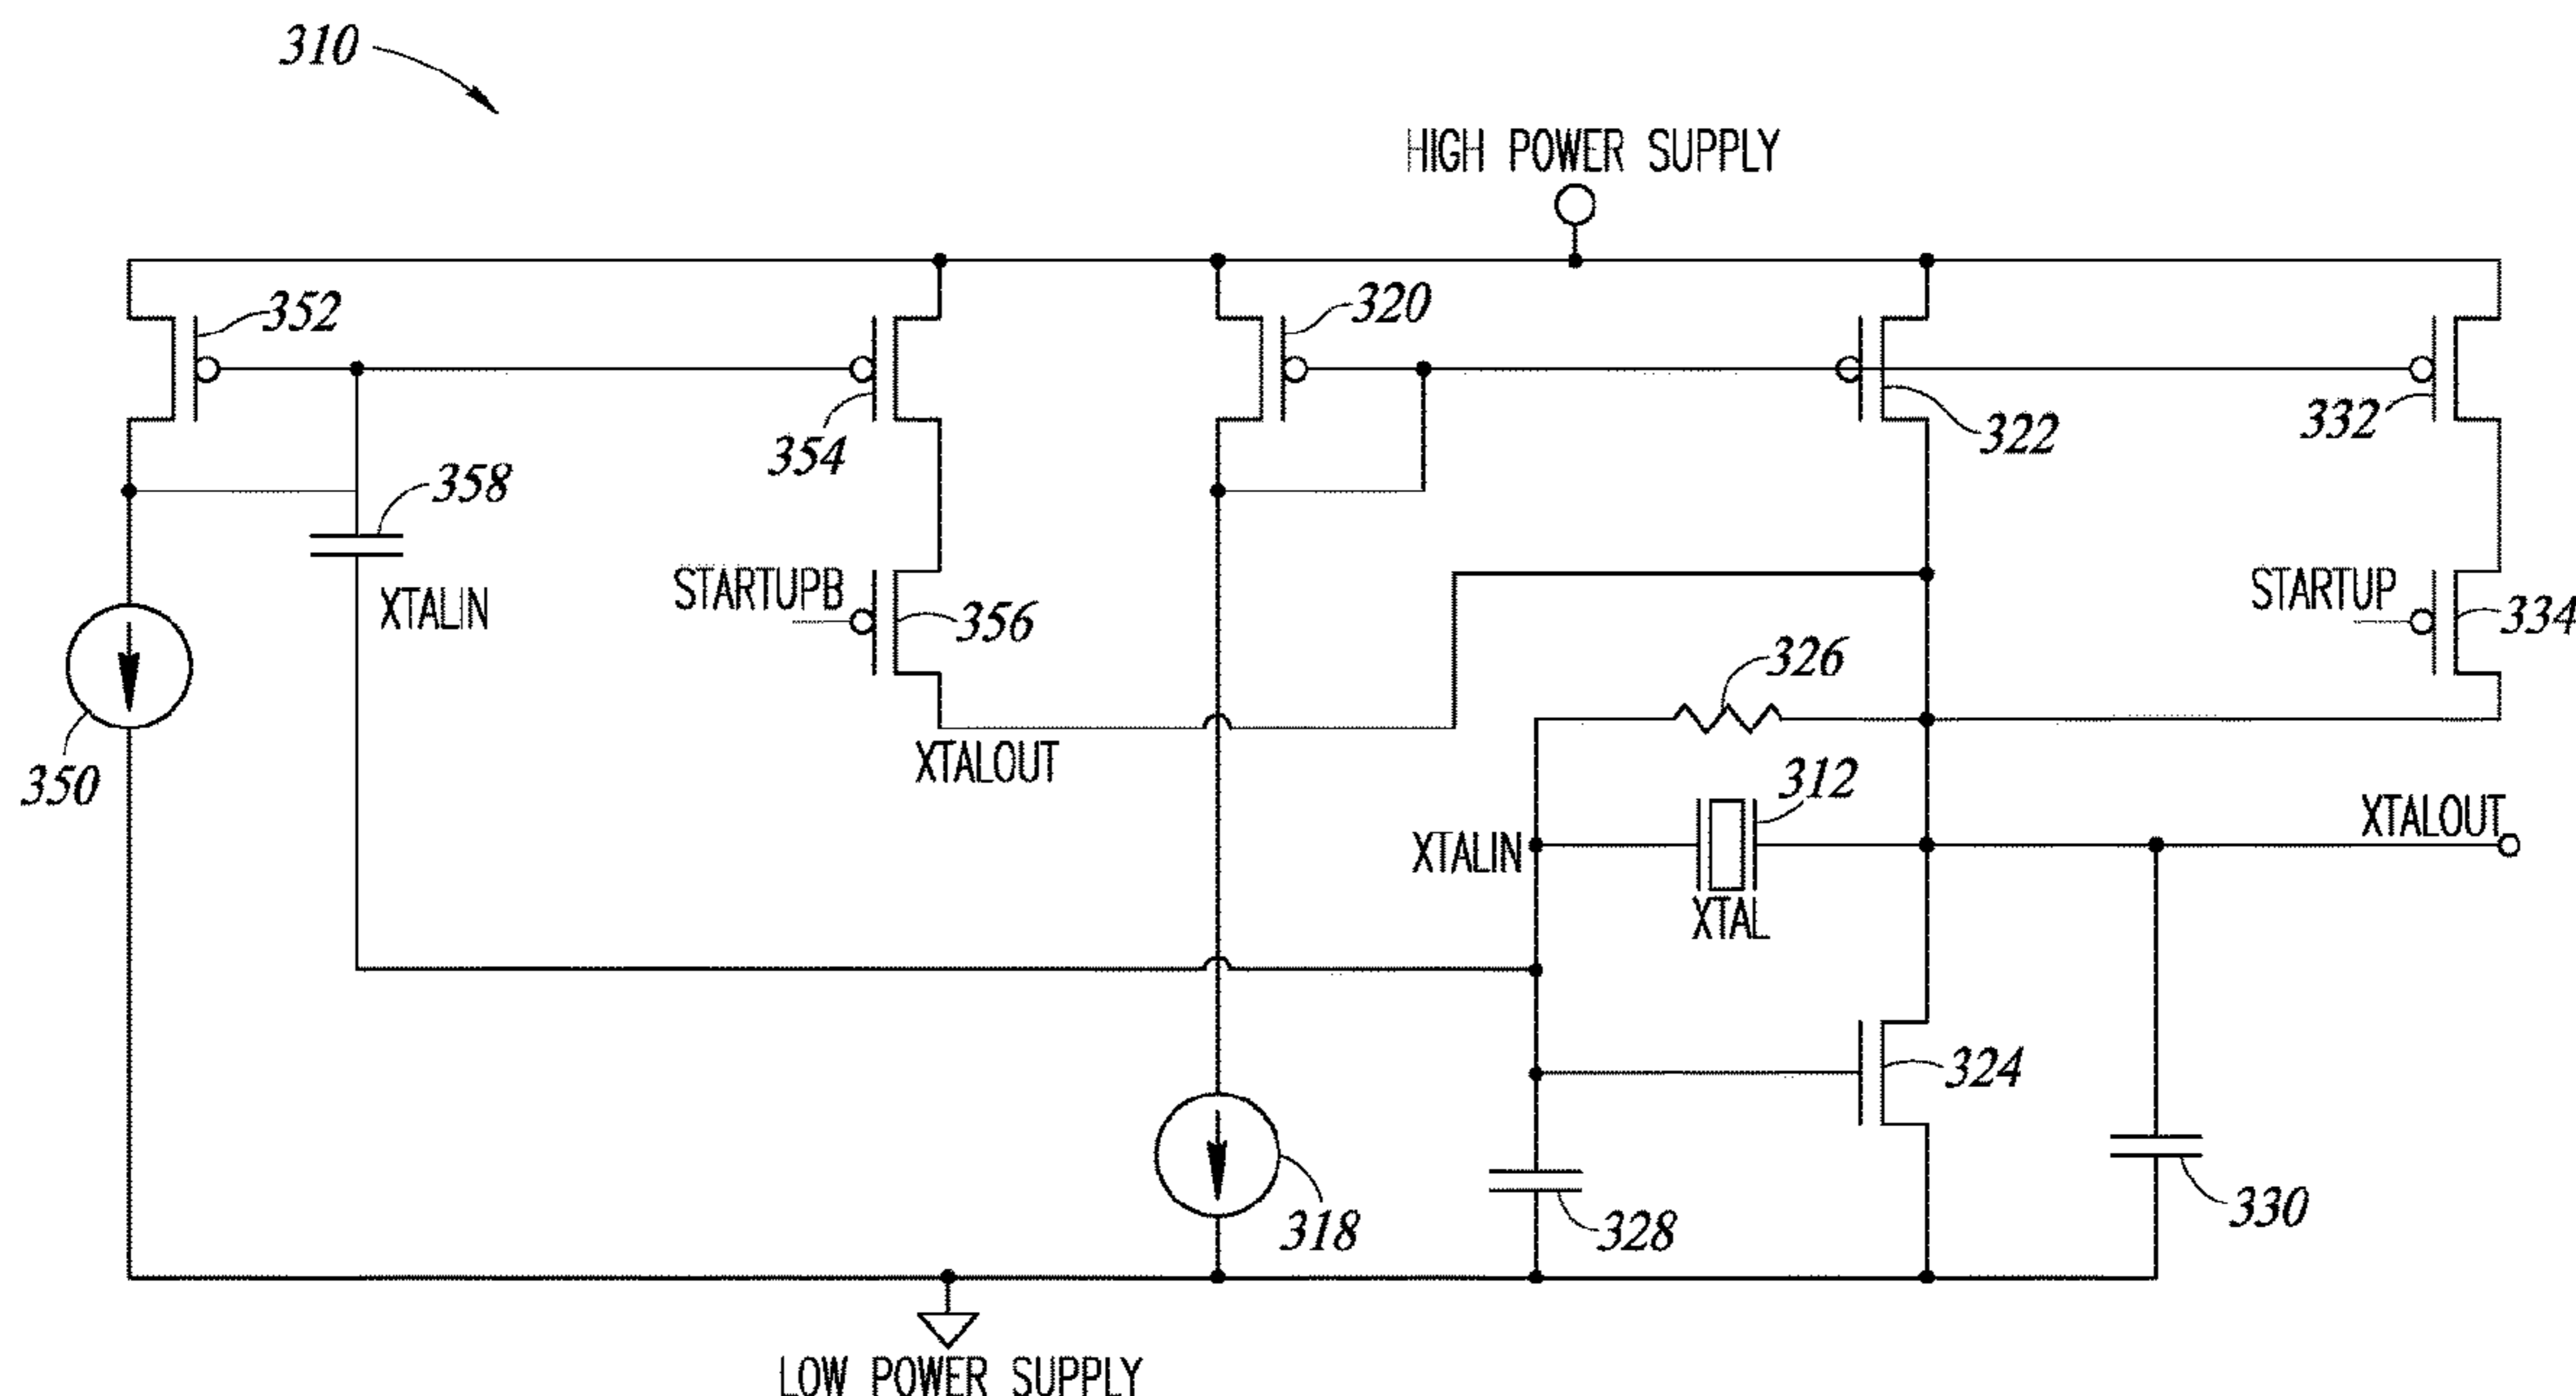 310
HIGH POWER SUPPLY
352
354
320
322
332
358
XTALIN
STARTUPB
356
STARTUP
334
326
350
XTALOUT
312
XTALIN
XTAL
XTALOUT
324
318
328
330
LOW POWER SUPPLY